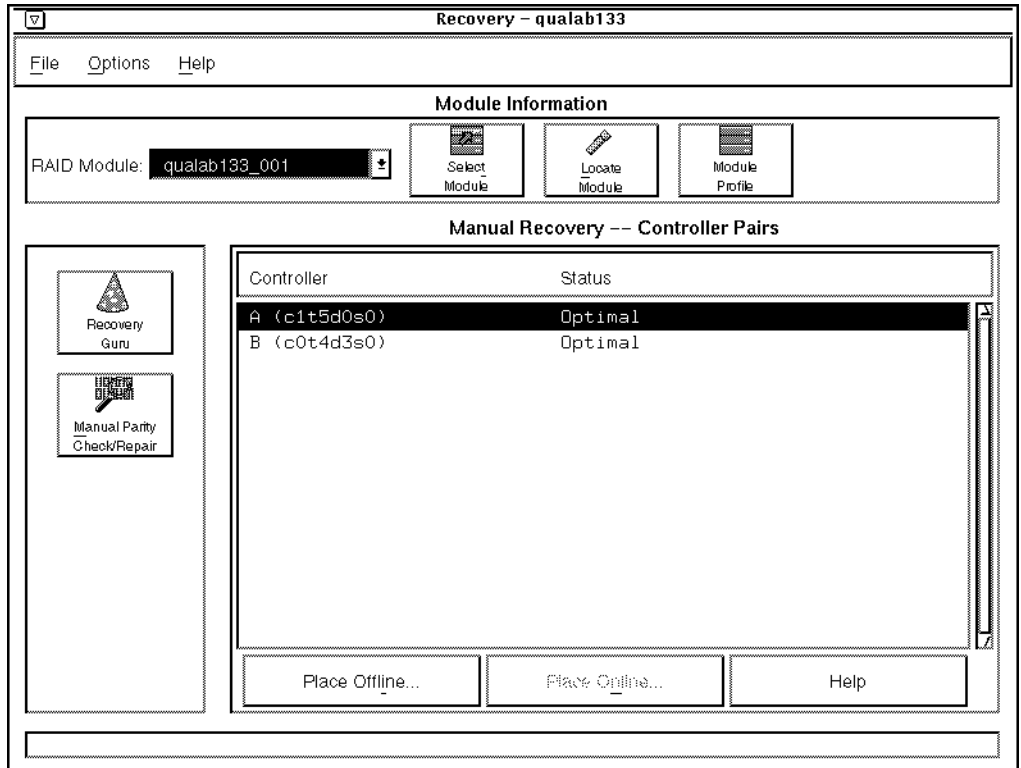 Recovery – qualab133
File Options Help
Module Information
RAID Module: qualab133_001
Select
Module
Locate
Module
Module
Profile
Manual Recovery -- Controller Pairs
Recovery
Guru
Manual Parity
Check/Repair
Controller Status
A (c1t5d0s0) Optimal
B (c0t4d3s0) Optimal
Place Offline...
Place Online...
Help